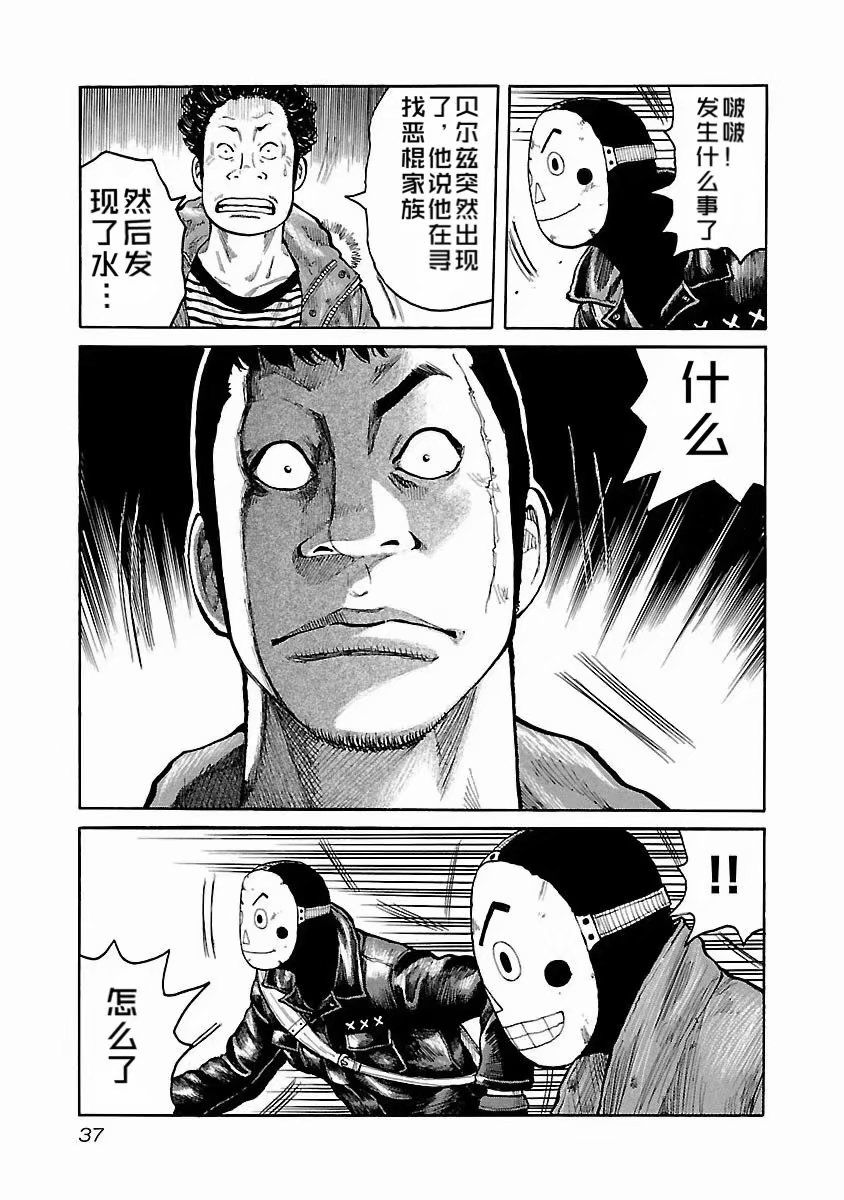 啵啵！
发生什么事了
贝尔兹突然出现
了，他说他在寻
找恶棍家族
然后发
现了水…
什
么
!!
怎
么
了
37